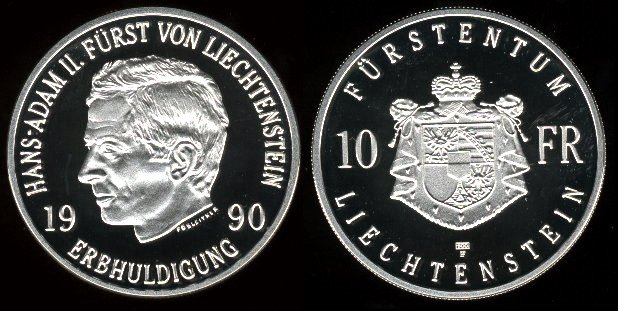 HANS-ADAM II. FÜRST VON LIECHTENSTEIN
19 90
ERBHULDIGUNG
FÜRSTENTUM
10 FR
LIECHTENSTEIN